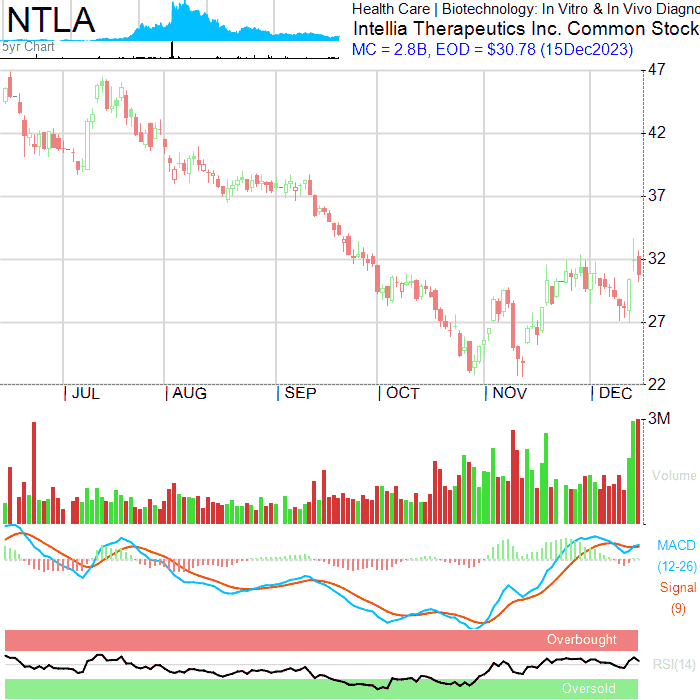 NTLA
5yr Chart
Health Care | Biotechnology: In Vitro & In Vivo Diagno
Intellia Therapeutics Inc. Common Stock
MC = 2.8B, EOD = $30.78 (15Dec2023)
47
42
37
32
27
22
JUL AUG SEP OCT NOV DEC
3M
Volume
MACD
(12-26)
Signal
(9)
Overbought
RSI(14)
Oversold